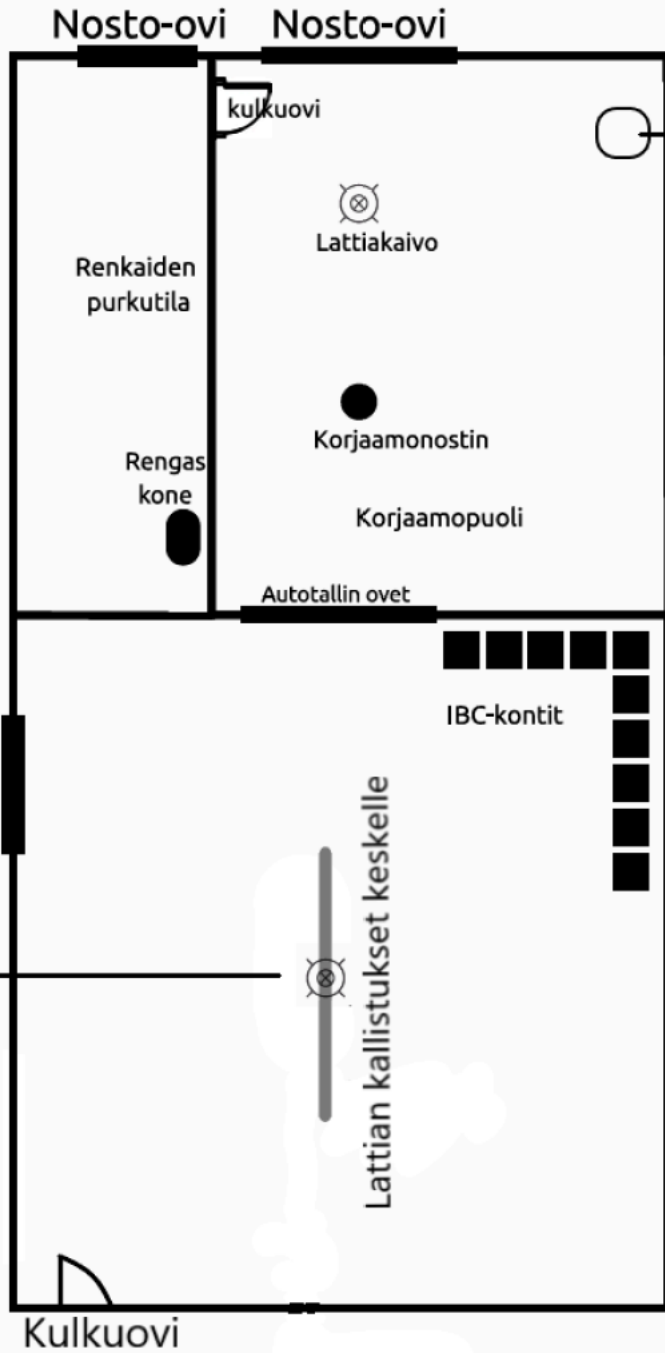 Nosto-ovi
Nosto-ovi
kulkuovi
Lattiakaivo
Renkaiden
purkutila
Korjaamonostin
Rengas
kone
Korjaamopuoli
Autotallin ovet
IBC-kontit
Lattian kallistukset keskelle
Kulkuovi